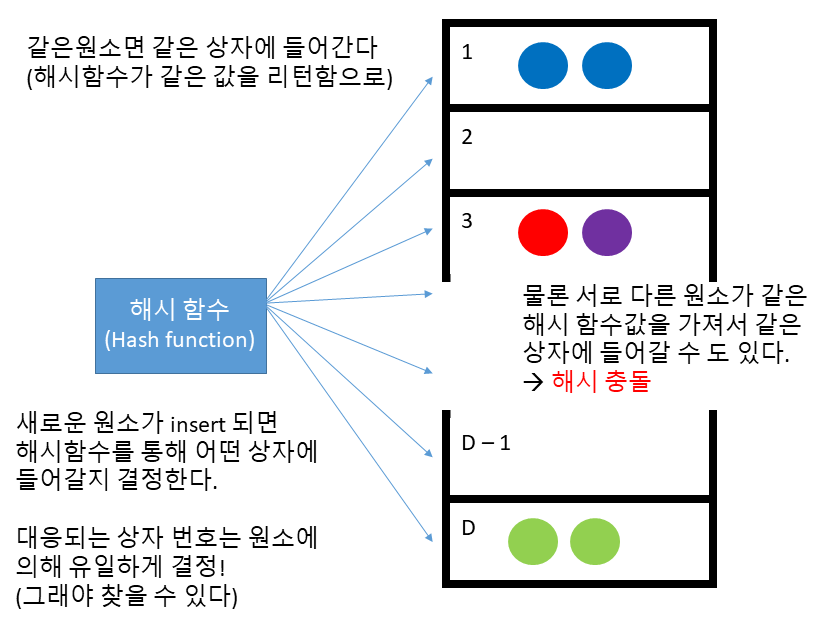 같은원소면 같은 상자에 들어간다
(해시함수가 같은 값을 리턴함으로)
1
2
3
해시 함수
(Hash function)
물론 서로 다른 원소가 같은
해시 함수값을 가져서 같은
상자에 들어갈 수 도 있다.
→ 해시 충돌
새로운 원소가 insert 되면
해시함수를 통해 어떤 상자에
들어갈지 결정한다.
대응되는 상자 번호는 원소에
의해 유일하게 결정!
(그래야 찾을 수 있다)
D – 1
D